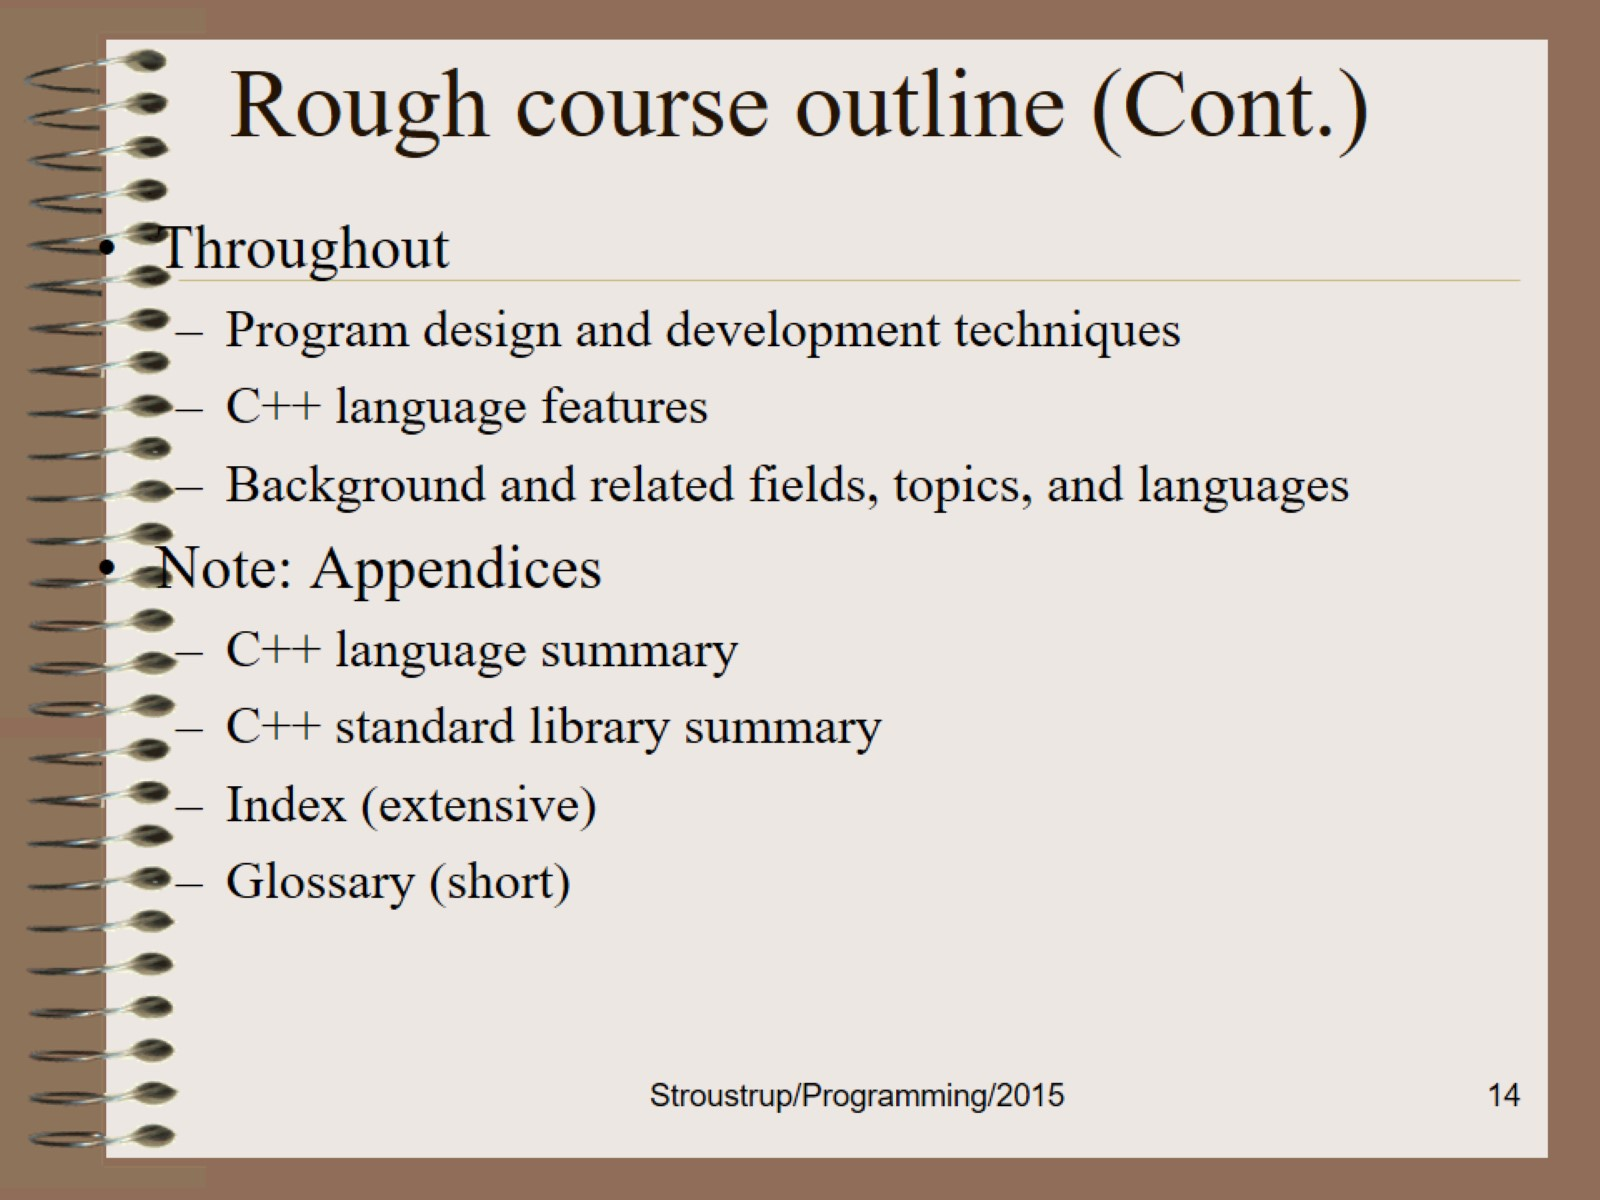 Rough course outline (Cont.)
• Throughout
– Program design and development techniques
– C++ language features
– Background and related fields, topics, and languages
• Note: Appendices
– C++ language summary
– C++ standard library summary
– Index (extensive)
– Glossary (short)
Stroustrup/Programming/2015
14